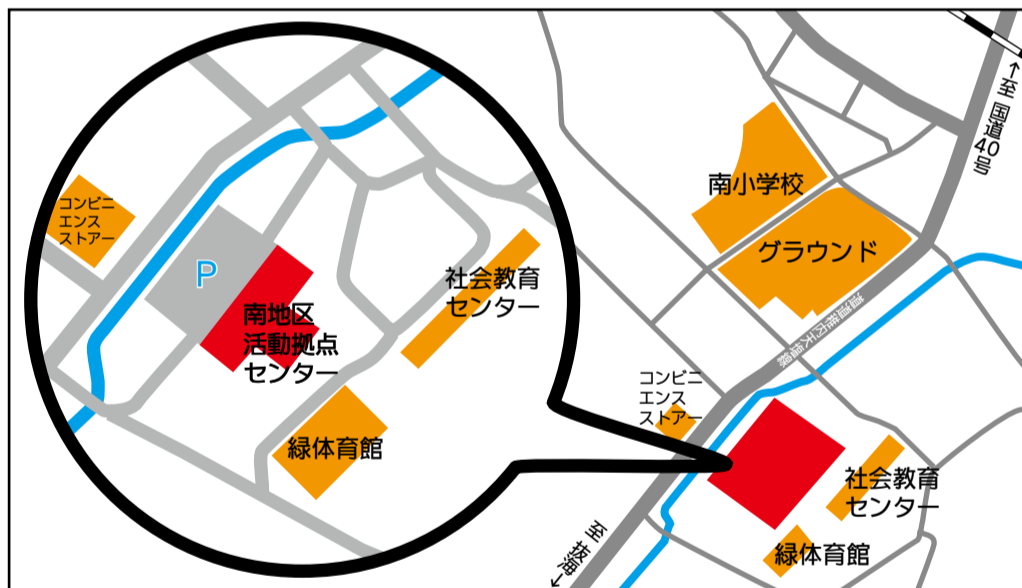 コンビニ
エンス
ストアー
P
南地区
活動拠点
センター
社会教育
センター
緑体育館
↑至 国道40号
南小学校
グラウンド
コンビニ
エンス
ストアー
社会教育
センター
緑体育館
至 抜海→